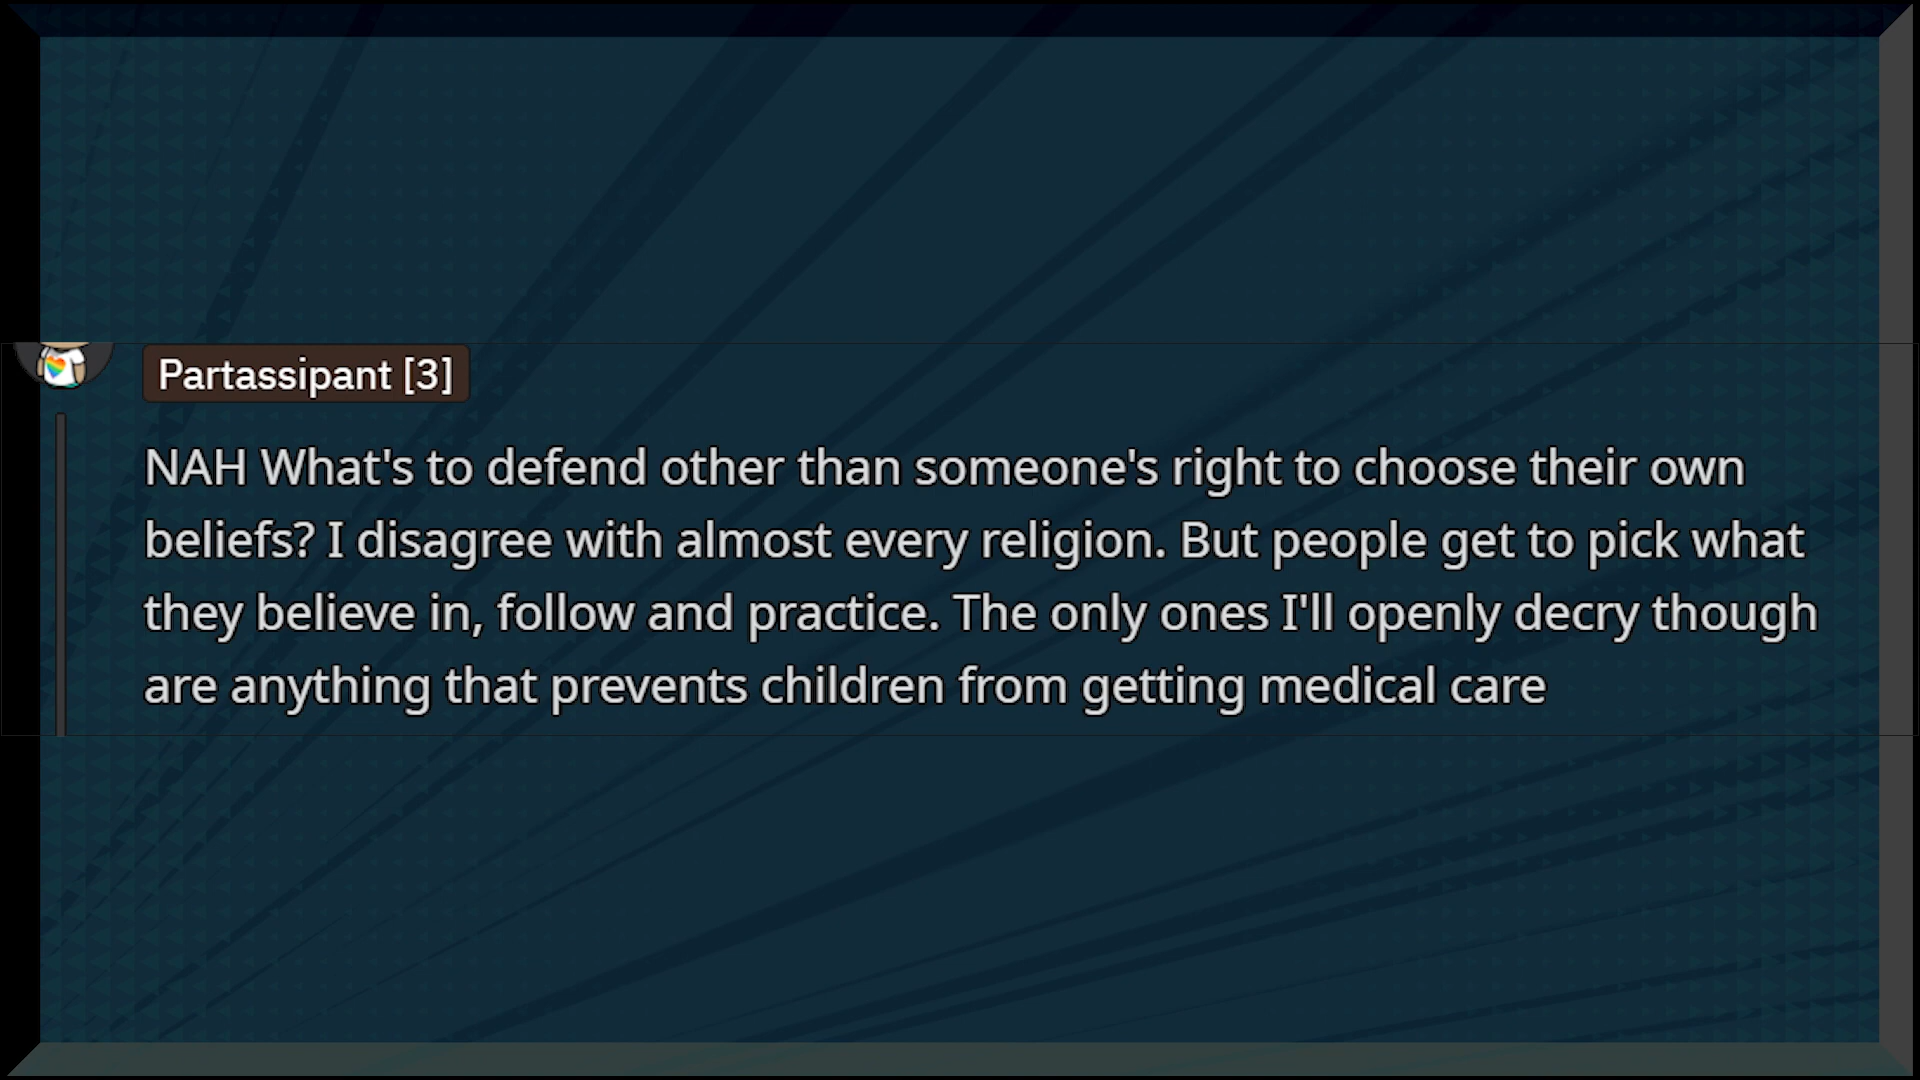 Partassipant [3]
NAH What's to defend other than someone's right to choose their own
beliefs? I disagree with almost every religion. But people get to pick what
they believe in, follow and practice. The only ones I'll openly decry though
are anything that prevents children from getting medical care